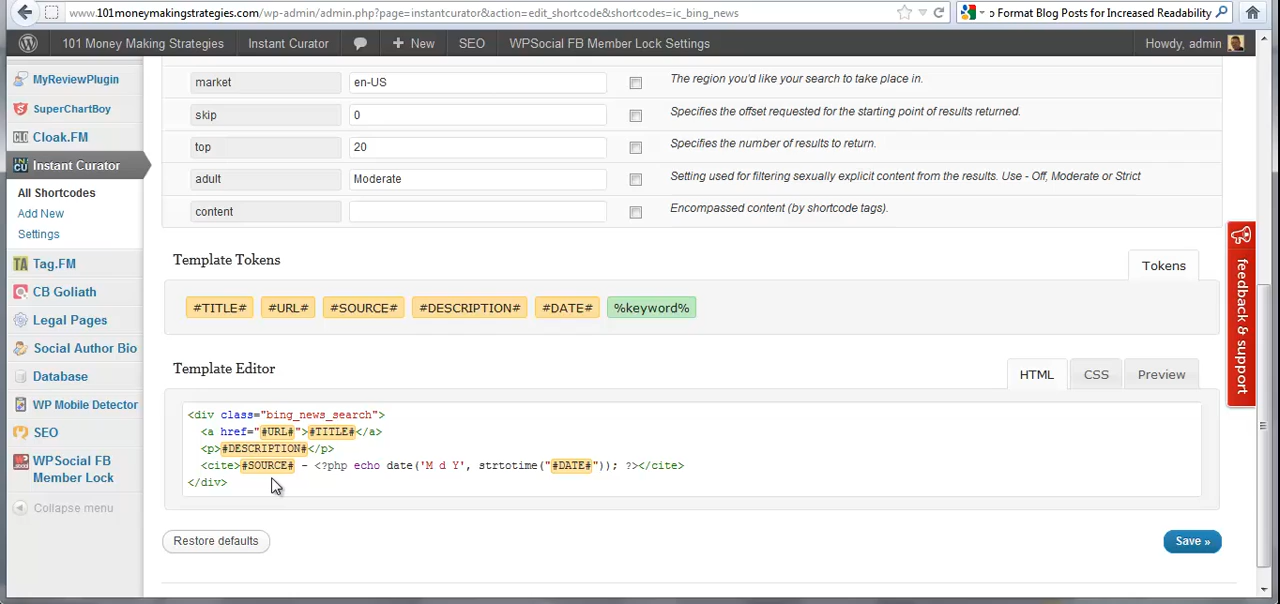 www.101moneymakingstrategies.com/wp-admin/admin.php?page=instantcurator&action=edit_shortcode&shortcodes=ic_bing_news
o Format Blog Posts for Increased Readability
101 Money Making Strategies
Instant Curator
New
SEO
WPSocial FB Member Lock Settings
Howdy, admin
MyReviewPlugin
SuperChartBoy
Cloak.FM
Instant Curator
All Shortcodes
Add New
Settings
Tag.FM
CB Goliath
Legal Pages
Social Author Bio
Database
WP Mobile Detector
SEO
WPSocial FB
Member Lock
Collapse menu
market en-US The region you'd like your search to take place in.
skip 0 Specifies the offset requested for the starting point of results returned.
top 20 Specifies the number of results to return.
adult Moderate Setting used for filtering sexually explicit content from the results. Use - Off, Moderate or Strict
content Encompassed content (by shortcode tags).
Template Tokens
Tokens
#TITLE# #URL# #SOURCE# #DESCRIPTION# #DATE# %keyword%
Template Editor
HTML CSS Preview
<div class="bing_news_search">
<a href="#URL#">#TITLE#</a>
<p>#DESCRIPTION#</p>
<cite>#SOURCE# - <?php echo date('M d Y', strtotime("#DATE#")); ?></cite>
</div>
Restore defaults
Save »
feedback & support